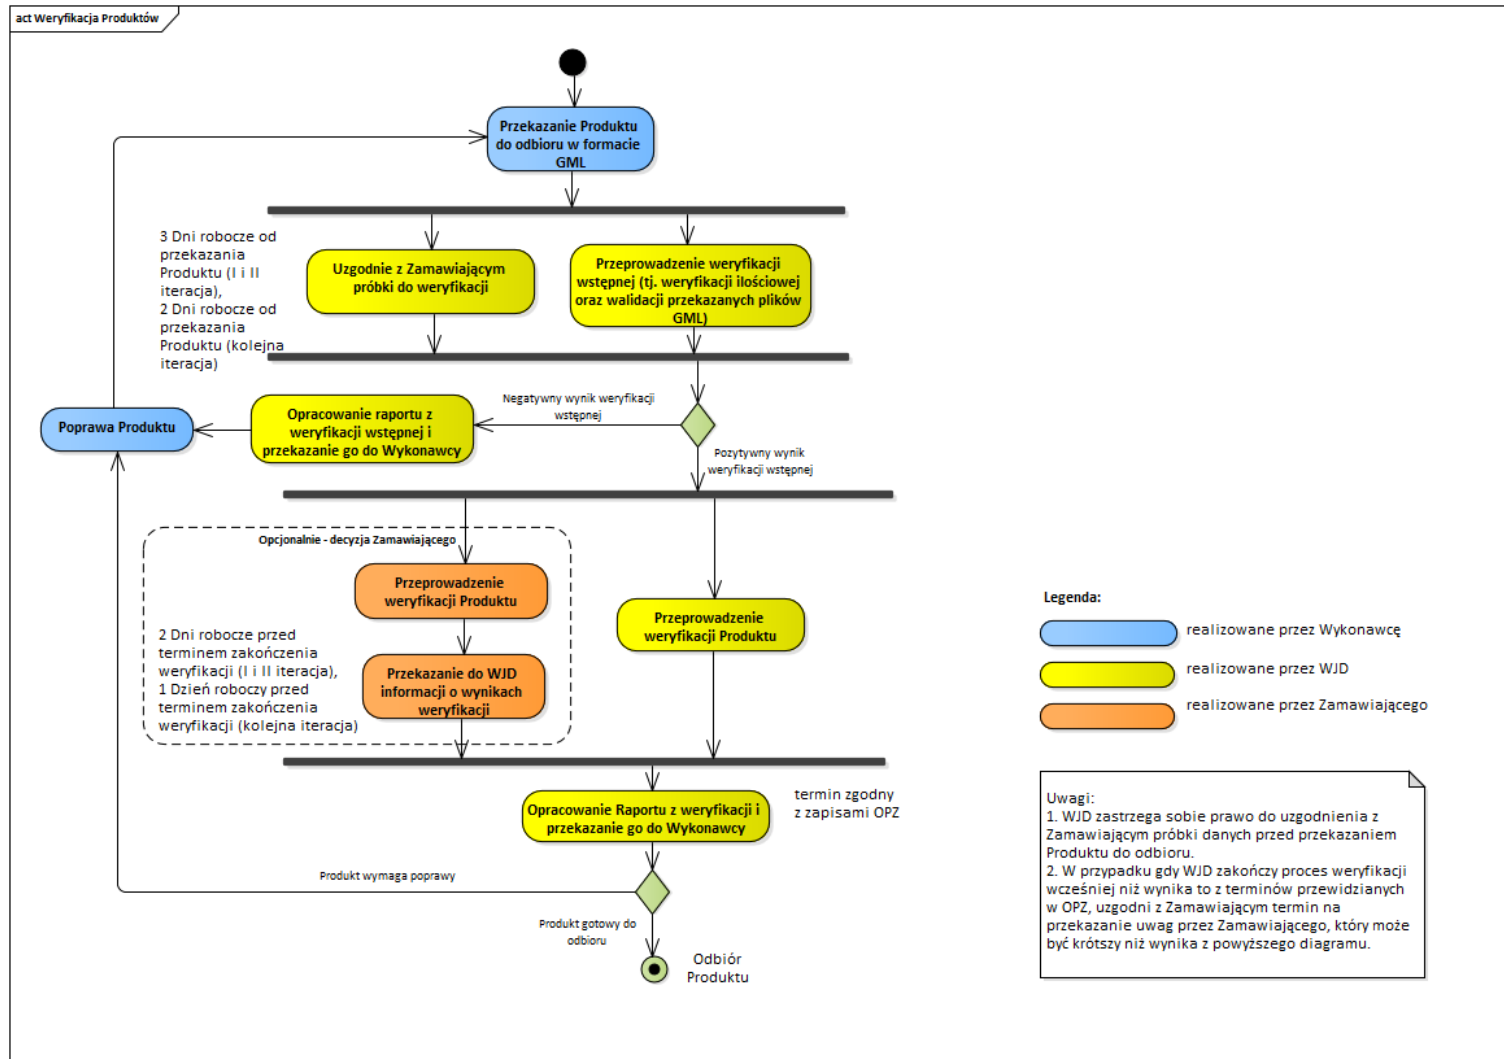 act Weryfikacja Produktów
Przekazanie Produktu
do odbioru w formacie
GML
3 Dni robocze od
przekazania
Produktu (I i II
iteracja),
2 Dni robocze od
przekazania
Produktu (kolejna
iteracja)
Uzgodnie z Zamawiającym
próbki do weryfikacji
Przeprowadzenie weryfikacji
wstępnej (tj. weryfikacji ilościowej
oraz walidacji przekazanych plików
GML)
Negatywny wynik weryfikacji
wstępnej
Poprawa Produktu
Opracowanie raportu z
weryfikacji wstępnej i
przekazanie go do Wykonawcy
Pozytywny wynik
weryfikacji wstępnej
Opcjonalnie - decyzja Zamawiającego
Przeprowadzenie
weryfikacji Produktu
Przeprowadzenie
weryfikacji Produktu
2 Dni robocze przed
terminem zakończenia
weryfikacji (I i II iteracja),
1 Dzień roboczy przed
terminem zakończenia
weryfikacji (kolejna iteracja)
Przekazanie do WJD
informacji o wynikach
weryfikacji
Opracowanie Raportu z weryfikacji i
przekazanie go do Wykonawcy
termin zgodny
z zapisami OPZ
Produkt wymaga poprawy
Produkt gotowy do
odbioru
Odbiór
Produktu
Legenda:
realizowane przez Wykonawcę
realizowane przez WJD
realizowane przez Zamawiającego
Uwagi:
1. WJD zastrzega sobie prawo do uzgodnienia z
Zamawiającym próbki danych przed przekazaniem
Produktu do odbioru.
2. W przypadku gdy WJD zakończy proces weryfikacji
wcześniej niż wynika to z terminów przewidzianych
w OPZ, uzgodni z Zamawiającym termin na
przekazanie uwag przez Zamawiającego, który może
być krótszy niż wynika z powyższego diagramu.